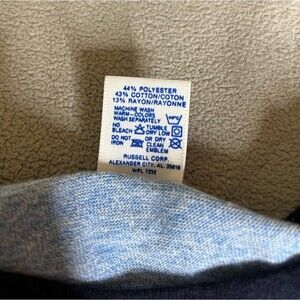 44% POLYESTER
43% COTTON/COTON
13% RAYON/RAYONNE
MACHINE WASH
WARM-COLORS
WASH SEPARATELY
NO BLEACH TUMBLE DRY LOW
DO NOT IRON OR DRY CLEAN EMBLEM
RUSSELL CORP
ALEXANDER CITY, AL 35010
WPL 7232